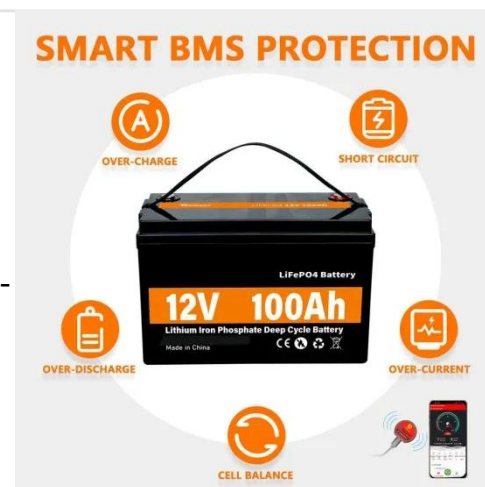 SMART BMS PROTECTION
OVER-CHARGE
SHORT CIRCUIT
LiFePO4 Battery
12V 100Ah
Lithium Iron Phosphate Deep Cycle Battery
Made in China
OVER-DISCHARGE
OVER-CURRENT
CELL BALANCE